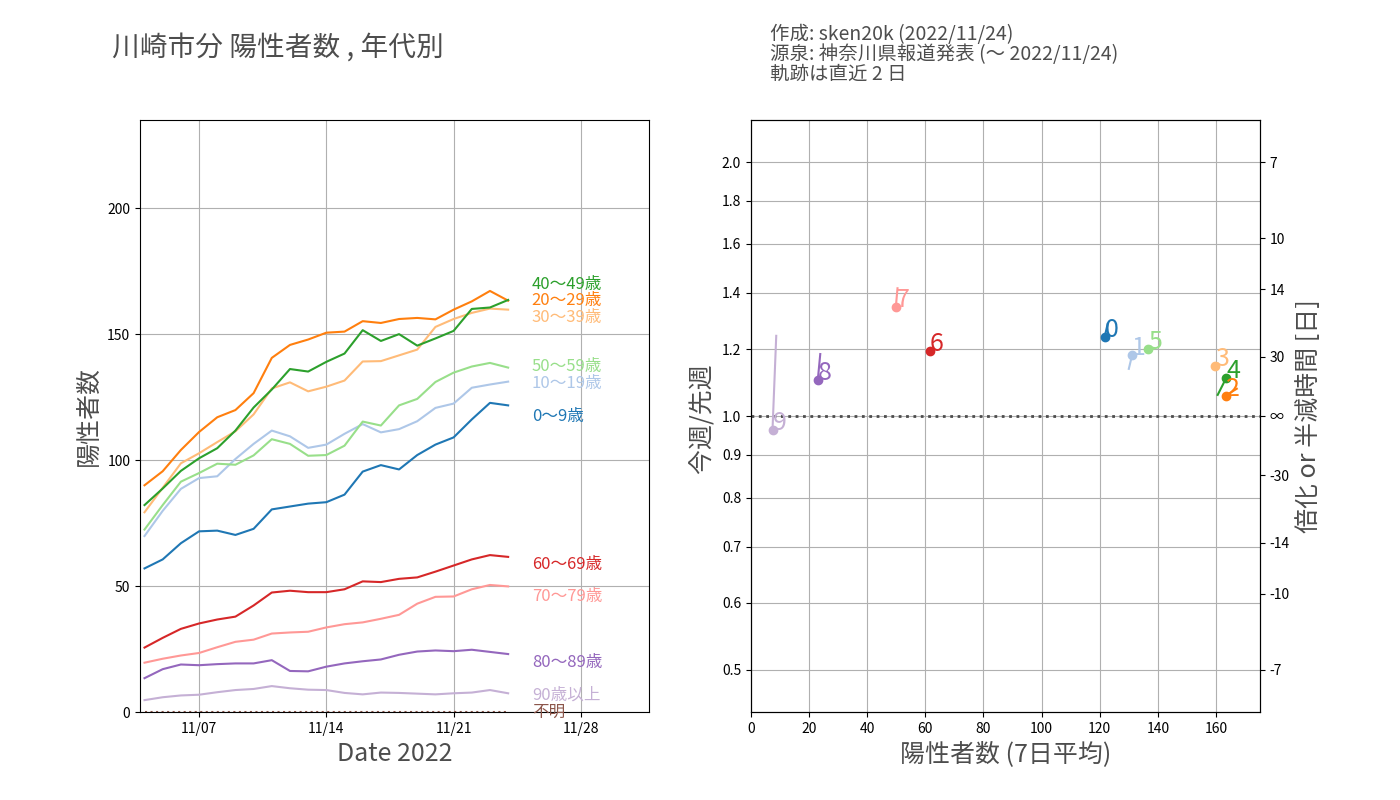 川崎市分 陽性者数 , 年代別
作成: sken20k (2022/11/24)
源泉: 神奈川県報道発表 (～ 2022/11/24)
軌跡は直近 2 日
陽性者数
200
150
100
50
0
11/07
11/14
11/21
11/28
Date 2022
40～49歳
20～29歳
30～39歳
50～59歳
10～19歳
0～9歳
60～69歳
70～79歳
80～89歳
90歳以上
不明
今週/先週
2.0
1.8
1.6
1.4
1.2
1.0
0.9
0.8
0.7
0.6
0.5
0
20
40
60
80
100
120
140
160
陽性者数 (7日平均)
7
10
14
30
∞
-30
-14
-10
-7
倍化 or 半減時間 [日]
9
8
7
6
0
1
5
3
4
2